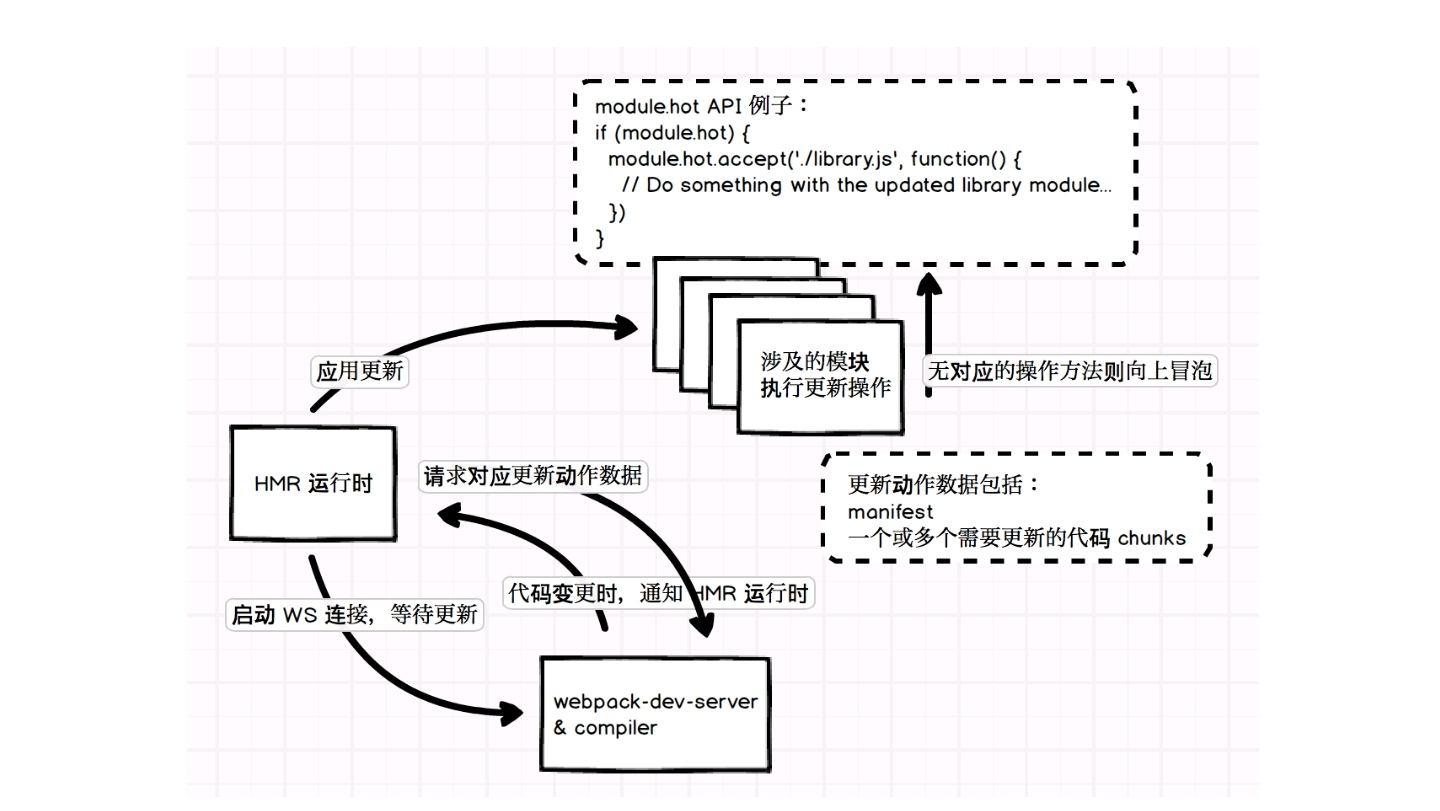 module.hot API 例子：
if (module.hot) {
module.hot.accept('./library.js', function() {
// Do something with the updated library module...
})
}
应用更新
涉及的模块
执行更新操作
无对应的操作方法则向上冒泡
HMR 运行时
请求对应更新动作数据
更新动作数据包括：
manifest
一个或多个需要更新的代码 chunks
代码变更时，通知 HMR 运行时
启动 WS 连接，等待更新
webpack-dev-server
& compiler